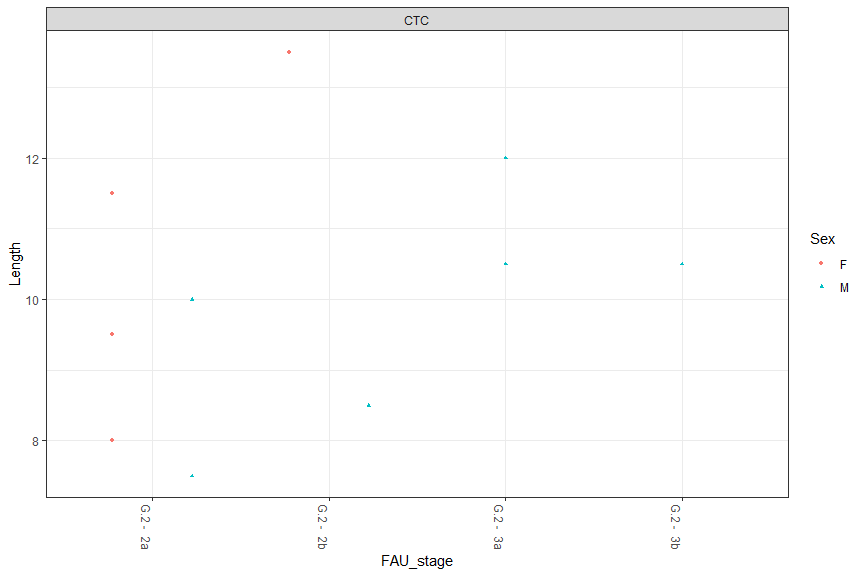 CTC
Length
12
10
8
G.2 - 2a
G.2 - 2b
G.2 - 3a
G.2 - 3b
FAU_stage
Sex
F
M